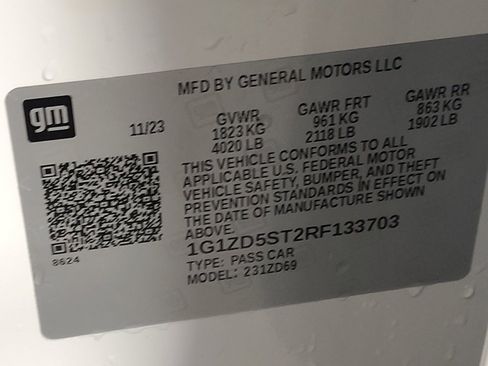 MFD BY GENERAL MOTORS LLC
gm
11/23
GVWR GAWR FRT GAWR RR
1823 KG 961 KG 863 KG
4020 LB 2118 LB 1902 LB
THIS VEHICLE CONFORMS TO ALL
APPLICABLE U.S. FEDERAL MOTOR
VEHICLE SAFETY, BUMPER, AND THEFT
PREVENTION STANDARDS IN EFFECT ON
THE DATE OF MANUFACTURE SHOWN
ABOVE.
8624
1G1ZD5ST2RF133703
TYPE: PASS CAR
MODEL: 231ZD69